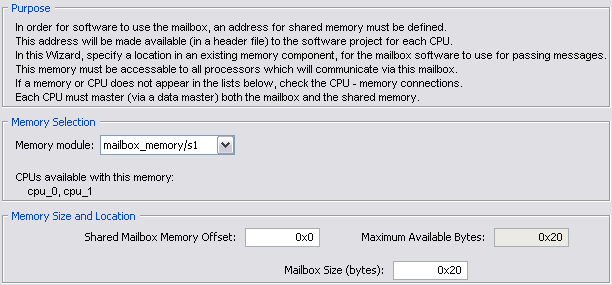 Purpose
In order for software to use the mailbox, an address for shared memory must be defined.
This address will be made available (in a header file) to the software project for each CPU.
In this Wizard, specify a location in an existing memory component, for the mailbox software to use for passing messages.
This memory must be accessable to all processors which will communicate via this mailbox.
If a memory or CPU does not appear in the lists below, check the CPU - memory connections.
Each CPU must master (via a data master) both the mailbox and the shared memory.
Memory Selection
Memory module: mailbox_memory/s1
CPUs available with this memory:
cpu_0, cpu_1
Memory Size and Location
Shared Mailbox Memory Offset: 0x0 Maximum Available Bytes: 0x20
Mailbox Size (bytes): 0x20